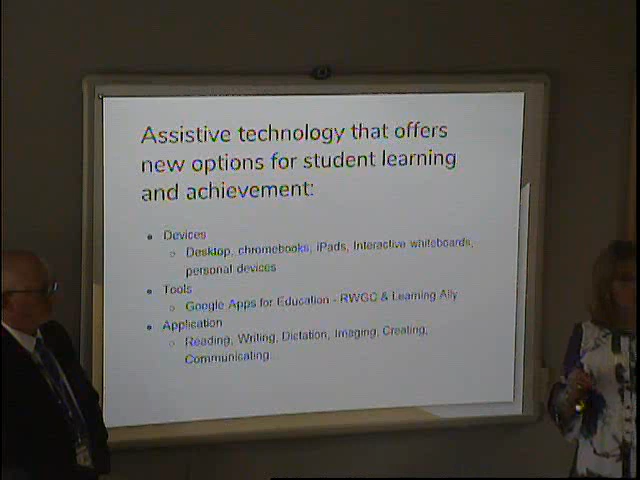 Assistive technology that offers
new options for student learning
and achievement:
• Devices
○ Desktop, chromebooks, iPads, Interactive whiteboards,
personal devices
• Tools
○ Google Apps for Education - RWGC & Learning Ally
• Application
○ Reading, Writing, Dictation, Imaging, Creating,
Communicating